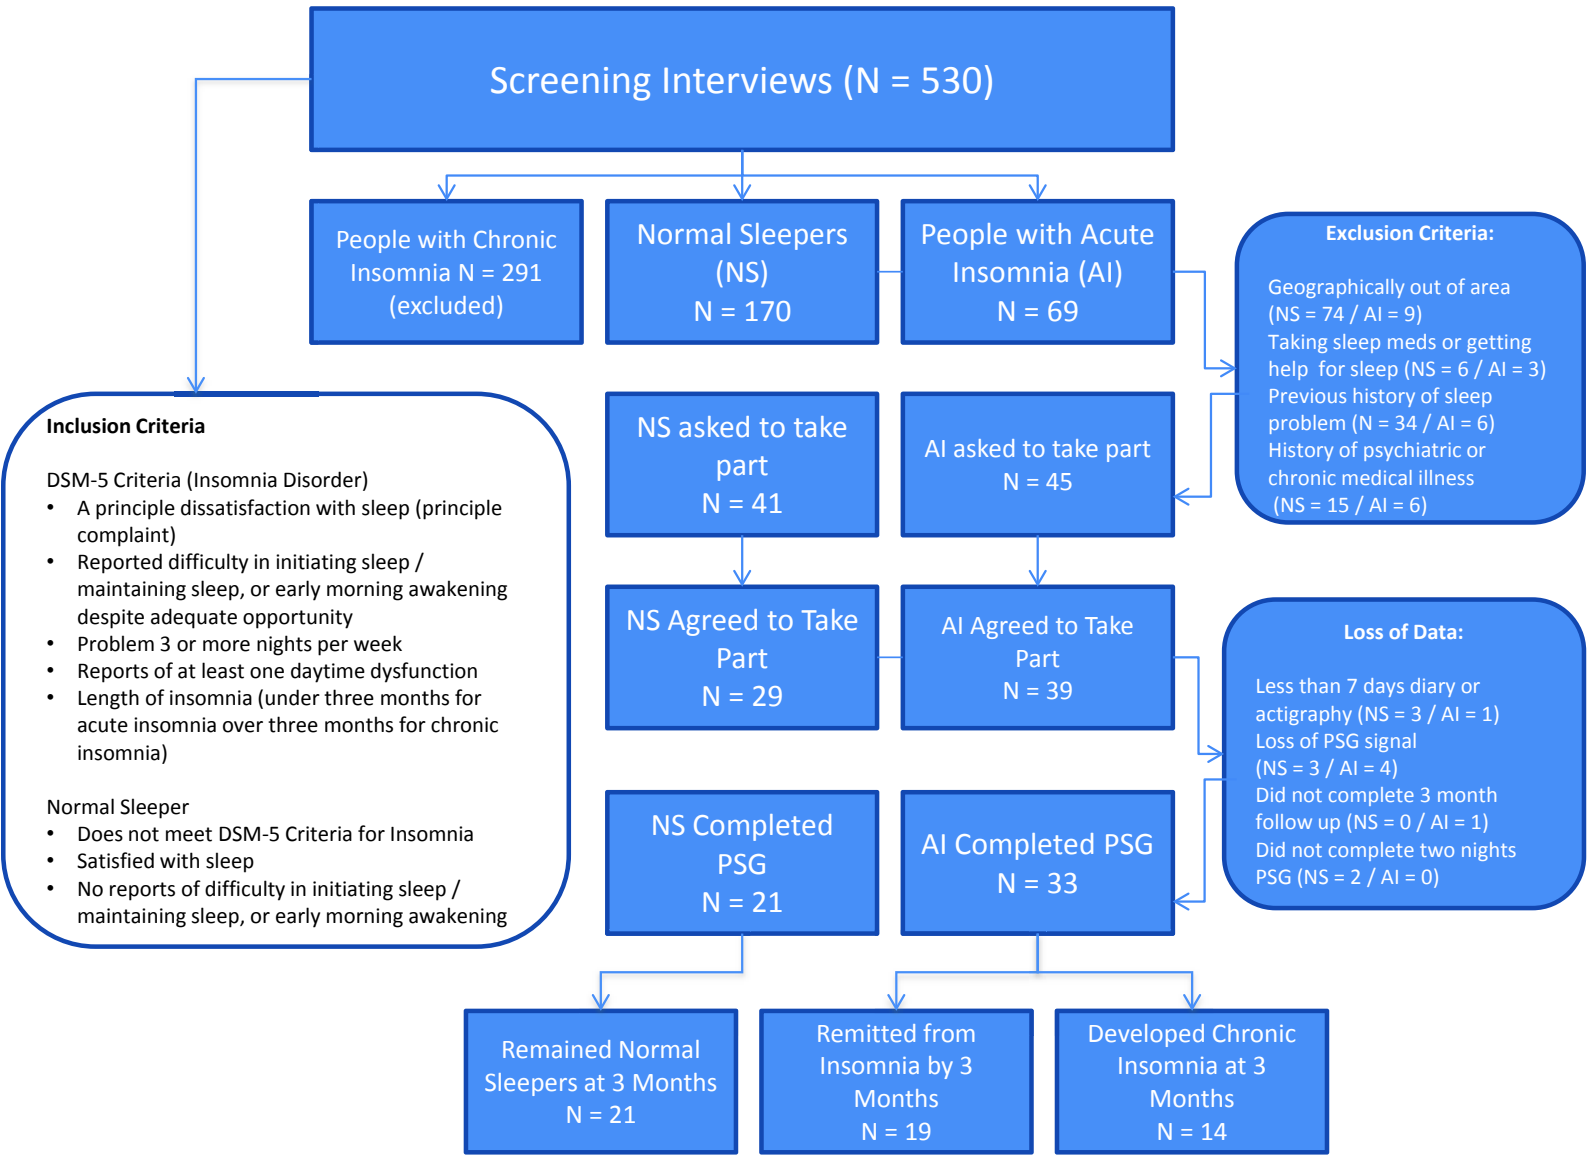 Screening Interviews (N = 530)
People with Chronic
Insomnia N = 291
(excluded)
Normal Sleepers
(NS)
N = 170
People with Acute
Insomnia (AI)
N = 69
Exclusion Criteria:
Geographically out of area
(NS = 74 / AI = 9)
Taking sleep meds or getting
help for sleep (NS = 6 / AI = 3)
Previous history of sleep
problem (N = 34 / AI = 6)
History of psychiatric or
chronic medical illness
(NS = 15 / AI = 6)
Inclusion Criteria
DSM-5 Criteria (Insomnia Disorder)
• A principle dissatisfaction with sleep (principle
complaint)
• Reported difficulty in initiating sleep /
maintaining sleep, or early morning awakening
despite adequate opportunity
• Problem 3 or more nights per week
• Reports of at least one daytime dysfunction
• Length of insomnia (under three months for
acute insomnia over three months for chronic
insomnia)
Normal Sleeper
• Does not meet DSM-5 Criteria for Insomnia
• Satisfied with sleep
• No reports of difficulty in initiating sleep /
maintaining sleep, or early morning awakening
NS asked to take
part
N = 41
AI asked to take part
N = 45
NS Agreed to Take
Part
N = 29
AI Agreed to Take
Part
N = 39
Loss of Data:
Less than 7 days diary or
actigraphy (NS = 3 / AI = 1)
Loss of PSG signal
(NS = 3 / AI = 4)
Did not complete 3 month
follow up (NS = 0 / AI = 1)
Did not complete two nights
PSG (NS = 2 / AI = 0)
NS Completed
PSG
N = 21
AI Completed PSG
N = 33
Remained Normal
Sleepers at 3 Months
N = 21
Remitted from
Insomnia by 3
Months
N = 19
Developed Chronic
Insomnia at 3
Months
N = 14